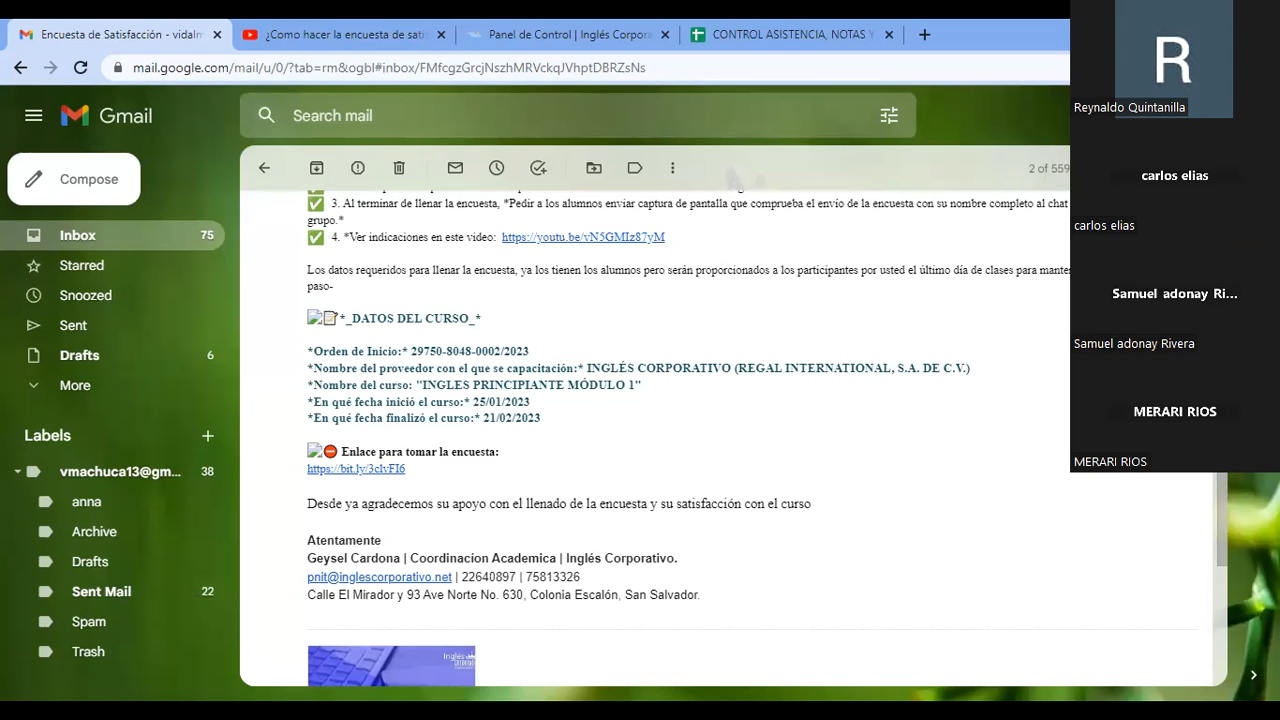 Encuesta de Satisfacción - vidalm
¿Como hacer la encuesta de sati
Panel de Control | Inglés Corpora
CONTROL ASISTENCIA, NOTAS Y
mail.google.com/mail/u/0/?tab=rm&ogbl#inbox/FMfcgzGrcjNszhMRVckqJVhptDBRZsNs
Gmail
Search mail
Compose
2 of 559
Inbox 75
Starred
Snoozed
Sent
Drafts 6
More
Labels
vmachuca13@gm... 38
anna
Archive
Drafts
Sent Mail 22
Spam
Trash
3. Al terminar de llenar la encuesta, *Pedir a los alumnos enviar captura de pantalla que comprueba el envío de la encuesta con su nombre completo al chat
grupo.*
4. *Ver indicaciones en este video: https://youtu.be/vN5GMIz87yM
Los datos requeridos para llenar la encuesta, ya los tienen los alumnos pero serán proporcionados a los participantes por usted el último día de clases para mantes
paso-
*_DATOS DEL CURSO_*
*Orden de Inicio:* 29750-8048-0002/2023
*Nombre del proveedor con el que se capacitación:* INGLÉS CORPORATIVO (REGAL INTERNATIONAL, S.A. DE C.V.)
*Nombre del curso: "INGLES PRINCIPIANTE MÓDULO 1"
*En qué fecha inició el curso:* 25/01/2023
*En qué fecha finalizó el curso:* 21/02/2023
Enlace para tomar la encuesta:
https://bit.ly/3clvFI6
Desde ya agradecemos su apoyo con el llenado de la encuesta y su satisfacción con el curso
Atentamente
Geysel Cardona | Coordinacíon Academica | Inglés Corporativo.
pnit@inglescorporativo.net | 22640897 | 75813326
Calle El Mirador y 93 Ave Norte No. 630, Colonia Escalón, San Salvador.
R
Reynaldo Quintanilla
carlos elias
carlos elias
Samuel adonay Ri...
Samuel adonay Rivera
MERARI RIOS
MERARI RIOS